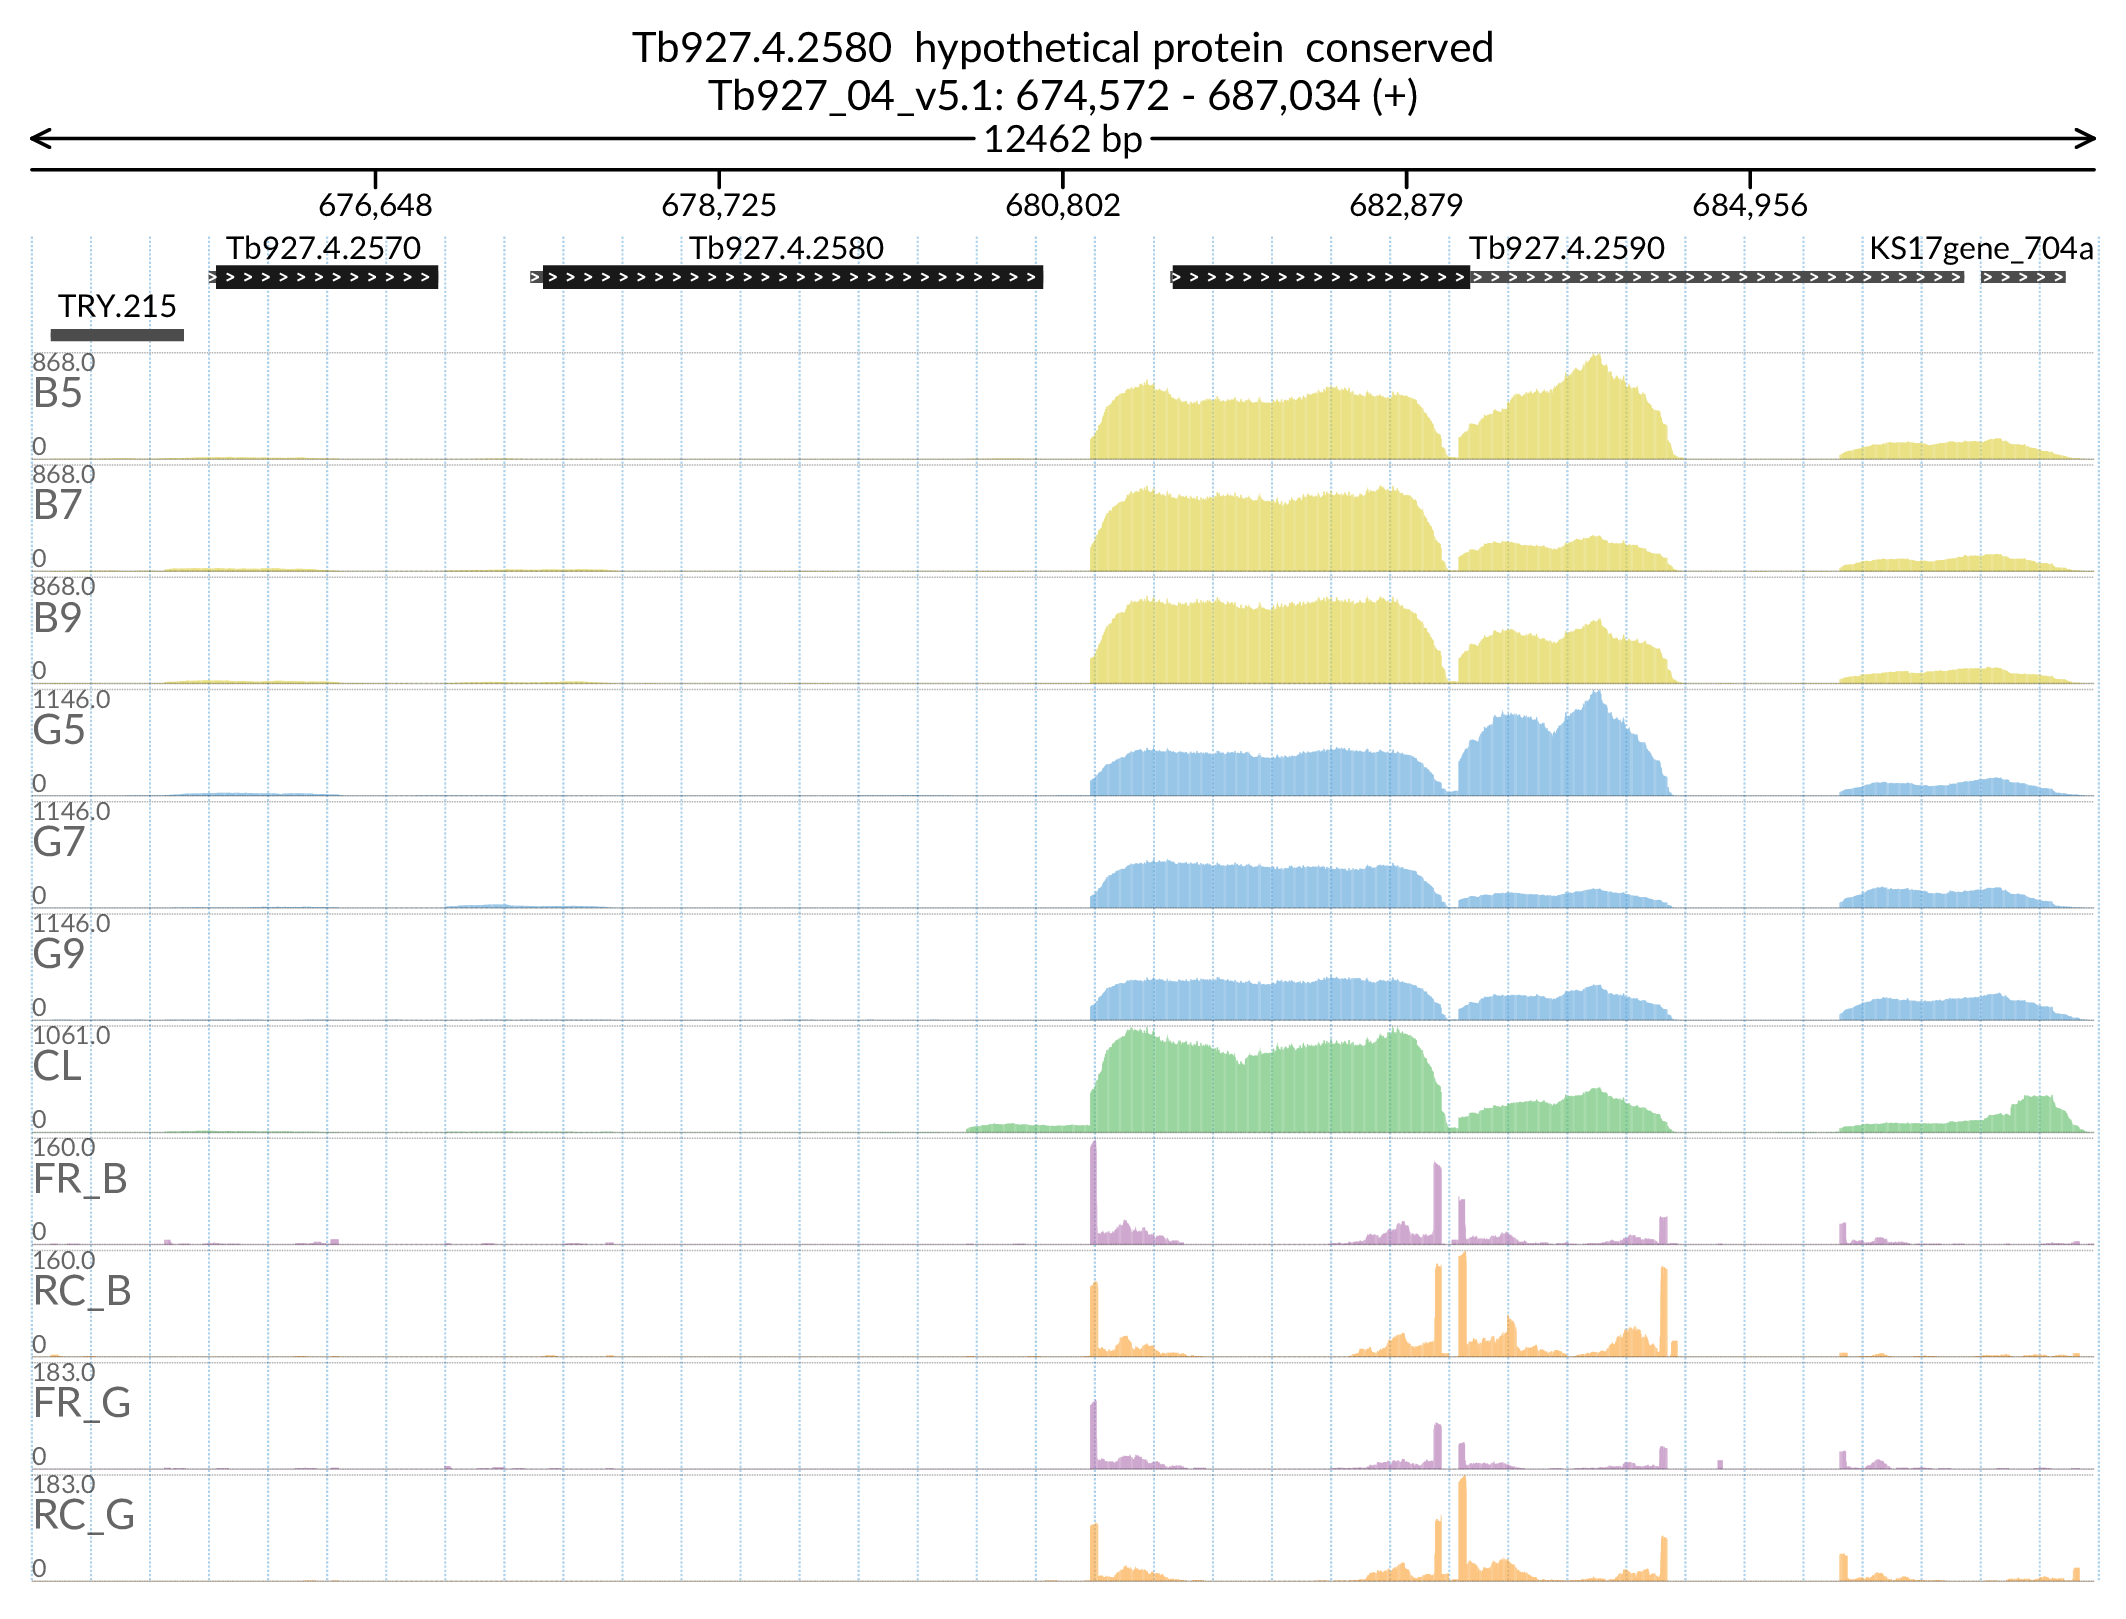 Tb927.4.2580  hypothetical protein  conserved
Tb927_04_v5.1: 674,572 - 687,034 (+)
12462 bp
676,648 678,725 680,802 682,879 684,956
Tb927.4.2570 Tb927.4.2580 Tb927.4.2590 KS17gene_704a
TRY.215
868.0
B5
0
868.0
B7
0
868.0
B9
0
1146.0
G5
0
1146.0
G7
0
1146.0
G9
0
1061.0
CL
0
160.0
FR_B
0
160.0
RC_B
0
183.0
FR_G
0
183.0
RC_G
0